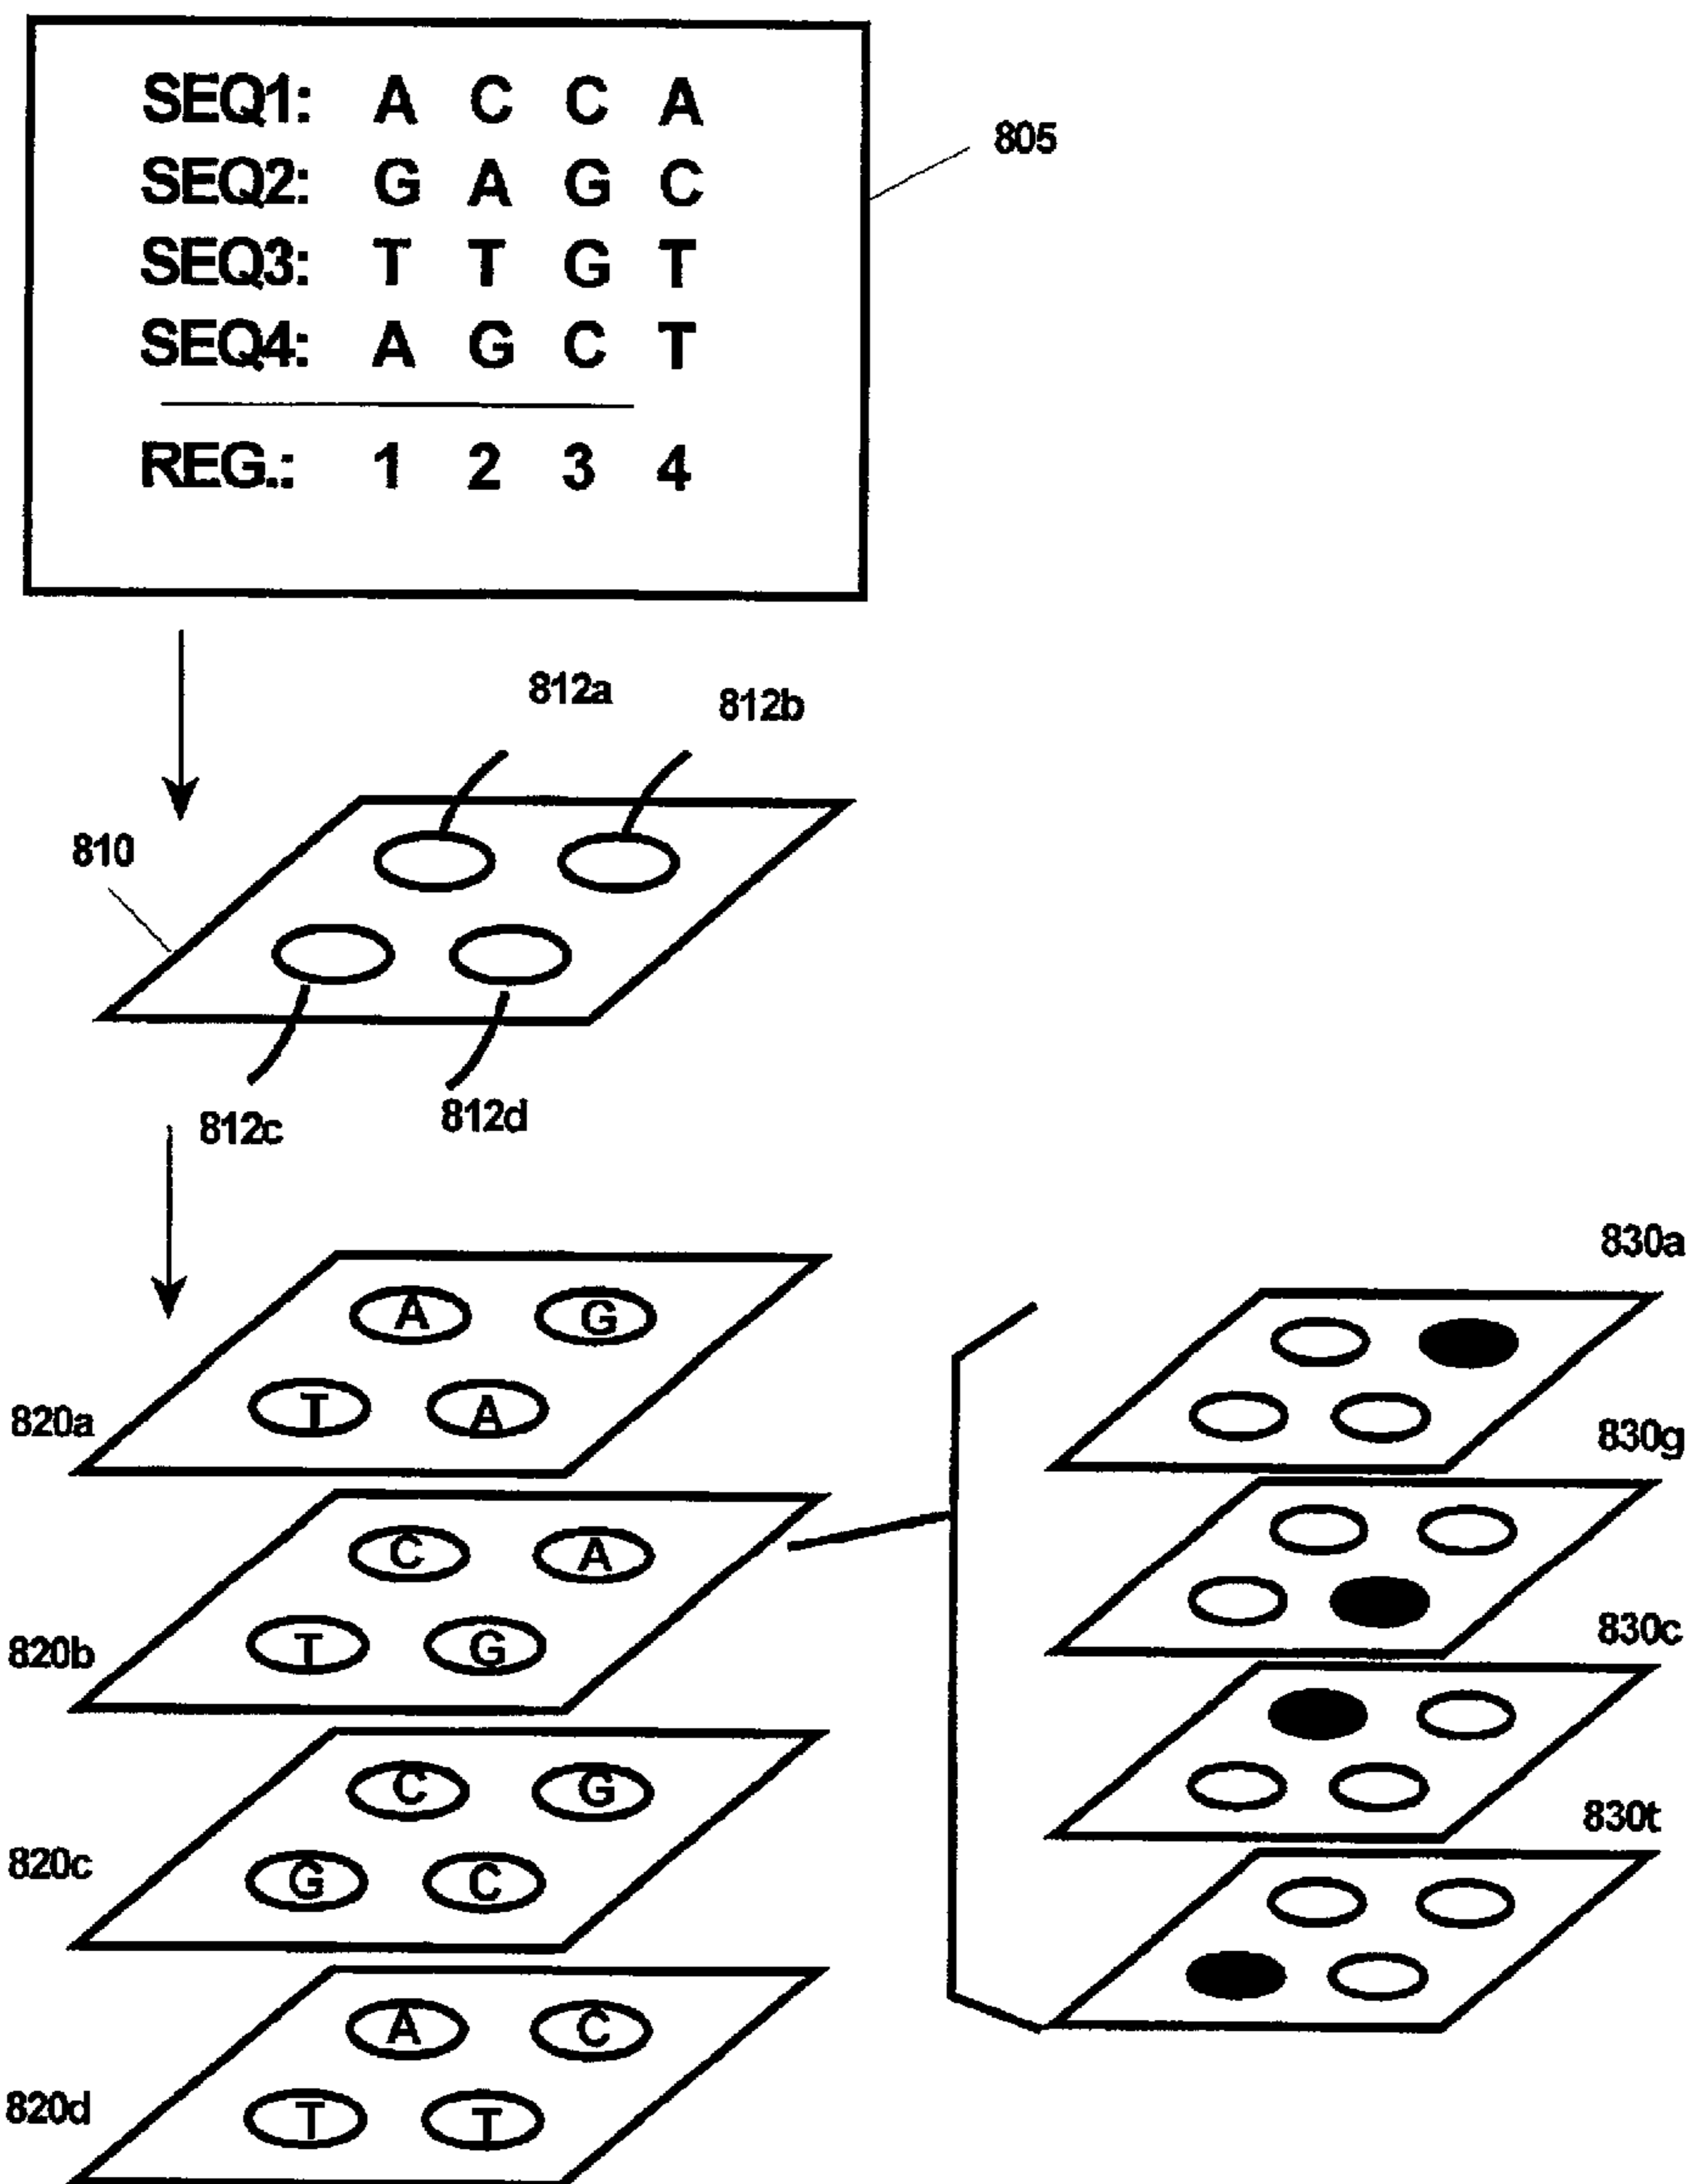 SEQ1: A C C A
805
SEQ2: G A G C
SEQ3: T T G T
SEQ4: A G C T
REG.: 1 2 3 4
812a
812b
810
812c
812d
A G
T A
820a
C A
T G
820b
C G
G C
820c
A C
T T
820d
830a
830g
830c
830t